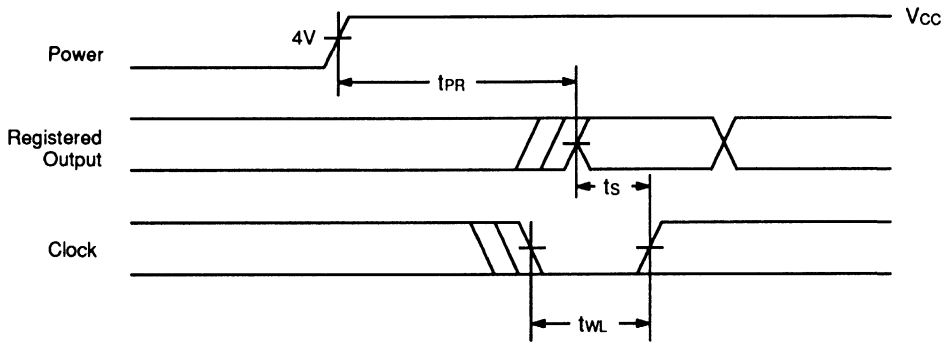 VCC
4V
Power
tPR
Registered
Output
tS
Clock
tWL